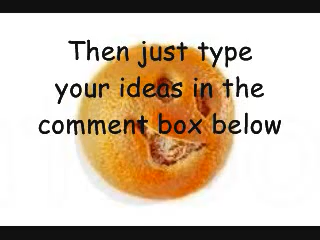 Then just type
your ideas in the
comment box below